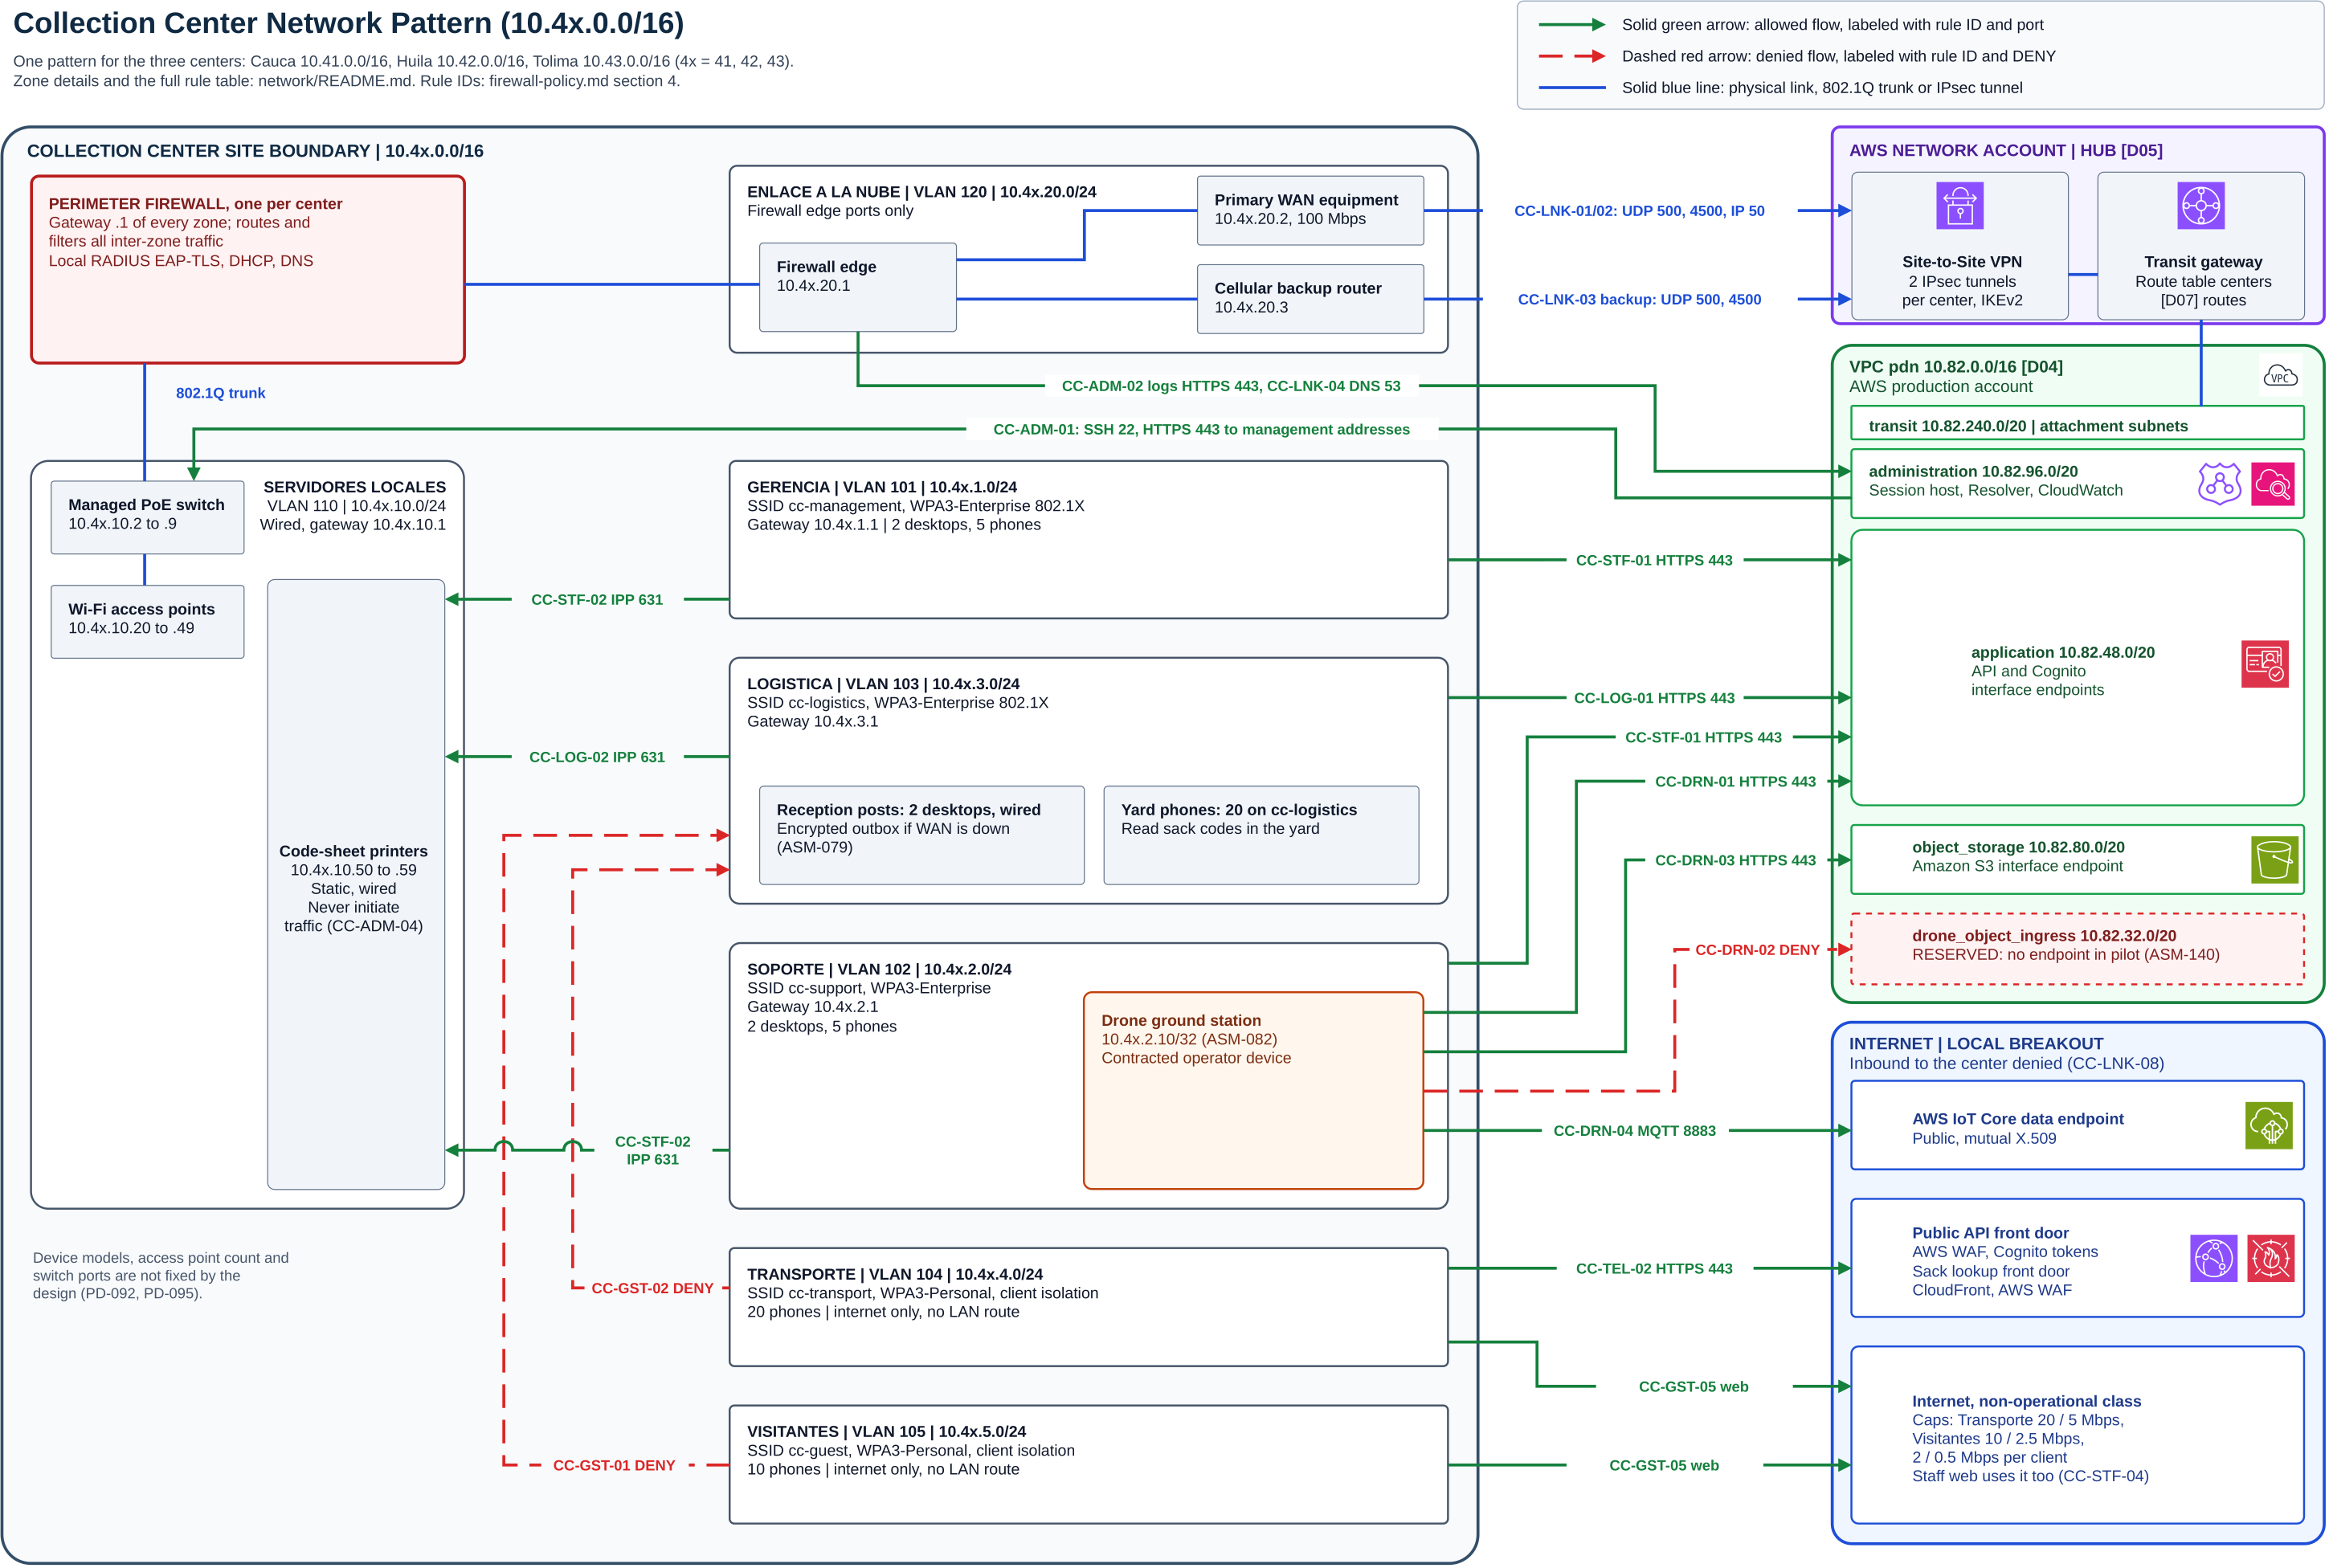 Collection Center Network Pattern (10.4x.0.0/16)
One pattern for the three centers: Cauca 10.41.0.0/16, Huila 10.42.0.0/16, Tolima 10.43.0.0/16 (4x = 41, 42, 43).
Zone details and the full rule table: network/README.md. Rule IDs: firewall-policy.md section 4.
Solid green arrow: allowed flow, labeled with rule ID and port
Dashed red arrow: denied flow, labeled with rule ID and DENY
Solid blue line: physical link, 802.1Q trunk or IPsec tunnel
COLLECTION CENTER SITE BOUNDARY | 10.4x.0.0/16
PERIMETER FIREWALL, one per center
Gateway .1 of every zone; routes and
filters all inter-zone traffic
Local RADIUS EAP-TLS, DHCP, DNS
802.1Q trunk
ENLACE A LA NUBE | VLAN 120 | 10.4x.20.0/24
Firewall edge ports only
Firewall edge
10.4x.20.1
Primary WAN equipment
10.4x.20.2, 100 Mbps
Cellular backup router
10.4x.20.3
CC-LNK-01/02: UDP 500, 4500, IP 50
CC-LNK-03 backup: UDP 500, 4500
AWS NETWORK ACCOUNT | HUB [D05]
Site-to-Site VPN
2 IPsec tunnels
per center, IKEv2
Transit gateway
Route table centers
[D07] routes
CC-ADM-02 logs HTTPS 443, CC-LNK-04 DNS 53
CC-ADM-01: SSH 22, HTTPS 443 to management addresses
VPC pdn 10.82.0.0/16 [D04]
AWS production account
VPC
transit 10.82.240.0/20 | attachment subnets
administration 10.82.96.0/20
Session host, Resolver, CloudWatch
application 10.82.48.0/20
API and Cognito
interface endpoints
object_storage 10.82.80.0/20
Amazon S3 interface endpoint
drone_object_ingress 10.82.32.0/20
RESERVED: no endpoint in pilot (ASM-140)
SERVIDORES LOCALES
VLAN 110 | 10.4x.10.0/24
Wired, gateway 10.4x.10.1
Managed PoE switch
10.4x.10.2 to .9
Wi-Fi access points
10.4x.10.20 to .49
Code-sheet printers
10.4x.10.50 to .59
Static, wired
Never initiate
traffic (CC-ADM-04)
Device models, access point count and
switch ports are not fixed by the
design (PD-092, PD-095).
CC-STF-02 IPP 631
CC-LOG-02 IPP 631
CC-STF-02
IPP 631
CC-GST-02 DENY
CC-GST-01 DENY
GERENCIA | VLAN 101 | 10.4x.1.0/24
SSID cc-management, WPA3-Enterprise 802.1X
Gateway 10.4x.1.1 | 2 desktops, 5 phones
LOGISTICA | VLAN 103 | 10.4x.3.0/24
SSID cc-logistics, WPA3-Enterprise 802.1X
Gateway 10.4x.3.1
Reception posts: 2 desktops, wired
Encrypted outbox if WAN is down
(ASM-079)
Yard phones: 20 on cc-logistics
Read sack codes in the yard
SOPORTE | VLAN 102 | 10.4x.2.0/24
SSID cc-support, WPA3-Enterprise
Gateway 10.4x.2.1
2 desktops, 5 phones
Drone ground station
10.4x.2.10/32 (ASM-082)
Contracted operator device
TRANSPORTE | VLAN 104 | 10.4x.4.0/24
SSID cc-transport, WPA3-Personal, client isolation
20 phones | internet only, no LAN route
VISITANTES | VLAN 105 | 10.4x.5.0/24
SSID cc-guest, WPA3-Personal, client isolation
10 phones | internet only, no LAN route
CC-STF-01 HTTPS 443
CC-LOG-01 HTTPS 443
CC-STF-01 HTTPS 443
CC-DRN-01 HTTPS 443
CC-DRN-03 HTTPS 443
CC-DRN-02 DENY
CC-DRN-04 MQTT 8883
CC-TEL-02 HTTPS 443
CC-GST-05 web
CC-GST-05 web
INTERNET | LOCAL BREAKOUT
Inbound to the center denied (CC-LNK-08)
AWS IoT Core data endpoint
Public, mutual X.509
Public API front door
AWS WAF, Cognito tokens
Sack lookup front door
CloudFront, AWS WAF
Internet, non-operational class
Caps: Transporte 20 / 5 Mbps,
Visitantes 10 / 2.5 Mbps,
2 / 0.5 Mbps per client
Staff web uses it too (CC-STF-04)